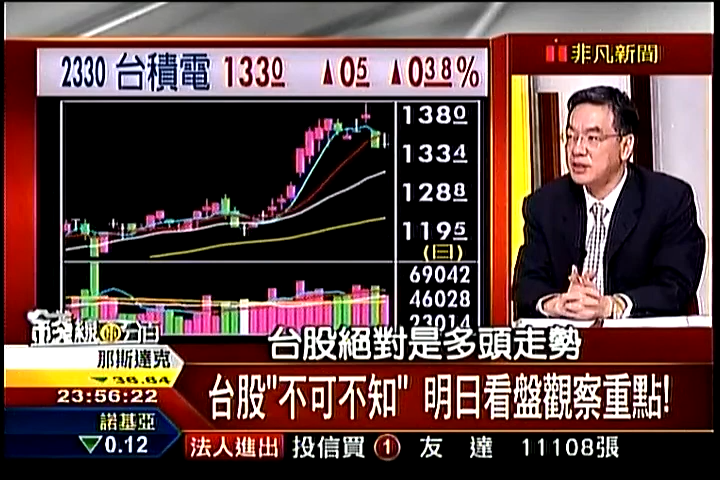 2330 台積電 133.0 ▲0.5 ▲0.38%
非凡新聞
138.0
133.4
128.8
119.5
(日)
69042
46028
23014
台股絕對是多頭走勢
那斯達克
▼36.64
23:56:22
台股"不可不知" 明日看盤觀察重點!
諾基亞
▽0.12
法人進出 投信買 ① 友 達 11108張